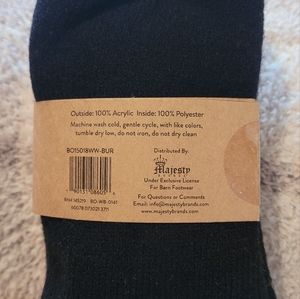 Outside: 100% Acrylic Inside: 100% Polyester
Machine wash cold, gentle cycle, with like colors,
tumble dry low, do not iron, do not dry clean
BO15018WW-BUR
Distributed By:
Majesty
Under Exclusive License
For Barn Footwear
For Questions or Comments
Email: info@majestybrands.com
www.majestybrands.com